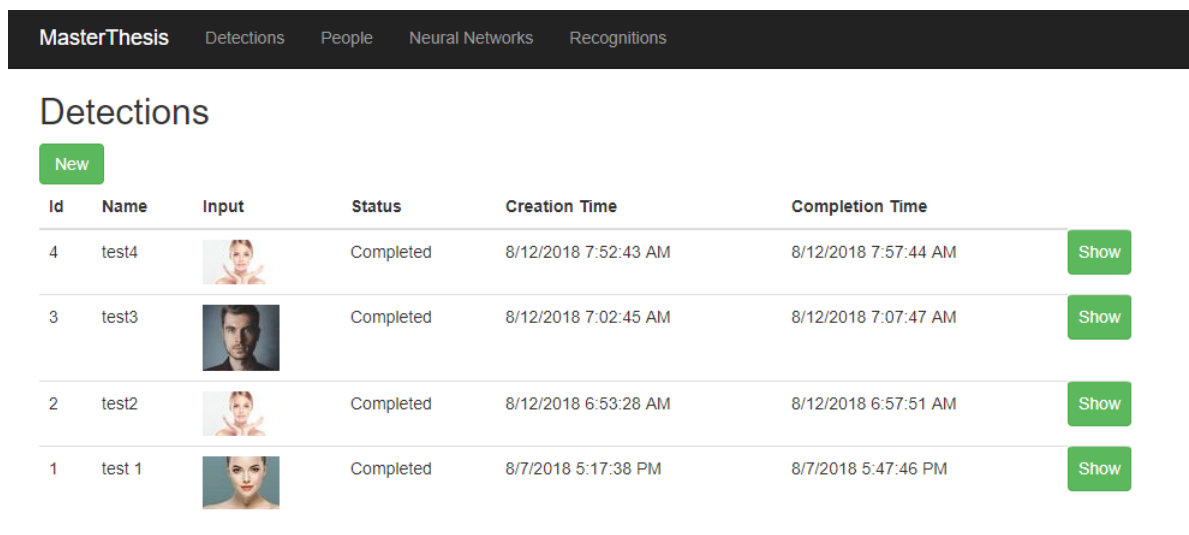 MasterThesis Detections People Neural Networks Recognitions
Detections
New
Id Name Input Status Creation Time Completion Time
4 test4 Completed 8/12/2018 7:52:43 AM 8/12/2018 7:57:44 AM Show
3 test3 Completed 8/12/2018 7:02:45 AM 8/12/2018 7:07:47 AM Show
2 test2 Completed 8/12/2018 6:53:28 AM 8/12/2018 6:57:51 AM Show
1 test 1 Completed 8/7/2018 5:17:38 PM 8/7/2018 5:47:46 PM Show